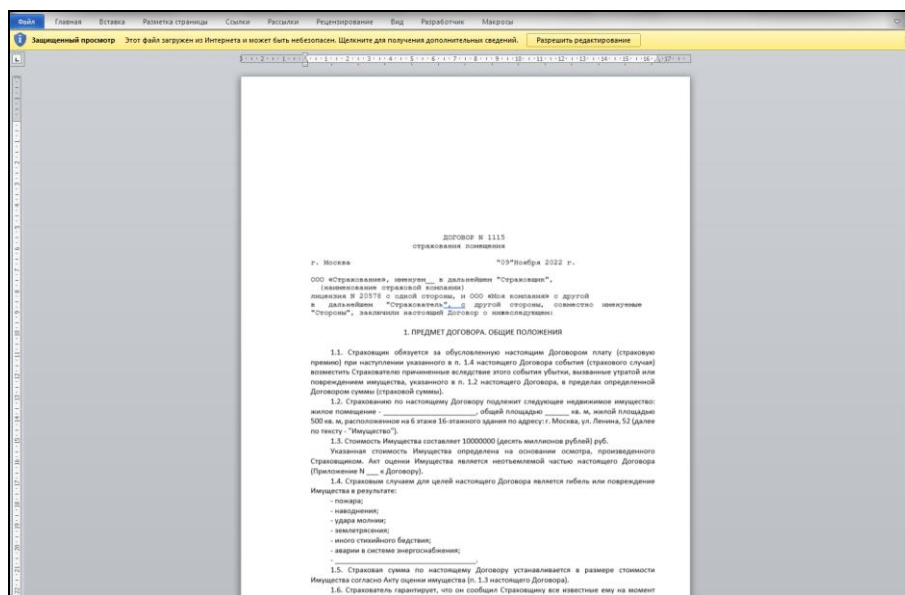 Файл Главная Вставка Разметка страницы Ссылки Рассылки Рецензирование Вид Разработчик Макросы
Защищенный просмотр Этот файл загружен из Интернета и может быть небезопасен. Щелкните для получения дополнительных сведений. Разрешить редактирование
ДОГОВОР N 1115
страхования помещения
г. Москва "09"Ноября 2022 г.
ООО «Страхование», именуем__ в дальнейшем "Страховщик",
(наименование страховой компании)
лицензия N 20578 с одной стороны, и ООО «Моя компания» с другой
в дальнейшем "Страхователь", с другой стороны, совместно именуемые
"Стороны", заключили настоящий Договор о нижеследующем:
1. ПРЕДМЕТ ДОГОВОРА. ОБЩИЕ ПОЛОЖЕНИЯ
1.1. Страховщик обязуется за обусловленную настоящим Договором плату (страховую
премию) при наступлении указанного в п. 1.4 настоящего Договора события (страхового случая)
возместить Страхователю причиненные вследствие этого события убытки, вызванные утратой или
повреждением имущества, указанного в п. 1.2 настоящего Договора, в пределах определенной
Договором суммы (страховой суммы).
1.2. Страхованию по настоящему Договору подлежит следующее недвижимое имущество:
жилое помещение - ____________________, общей площадью _____ кв. м, жилой площадью
500 кв. м, расположенное на 6 этаже 16-этажного здания по адресу: г. Москва, ул. Ленина, 52 (далее
по тексту - "Имущество").
1.3. Стоимость Имущества составляет 10000000 (десять миллионов рублей) руб.
Указанная стоимость Имущества определена на основании осмотра, произведенного
Страховщиком. Акт оценки Имущества является неотъемлемой частью настоящего Договора
(Приложение N ___ к Договору).
1.4. Страховым случаем для целей настоящего Договора является гибель или повреждение
Имущества в результате:
- пожара;
- наводнения;
- удара молнии;
- землетрясения;
- иного стихийного бедствия;
- аварии в системе энергоснабжения;
- ______________________________.
1.5. Страховая сумма по настоящему Договору устанавливается в размере стоимости
Имущества согласно Акту оценки имущества (п. 1.3 настоящего Договора).
1.6. Страхователь гарантирует, что он сообщил Страховщику все известные ему на момент